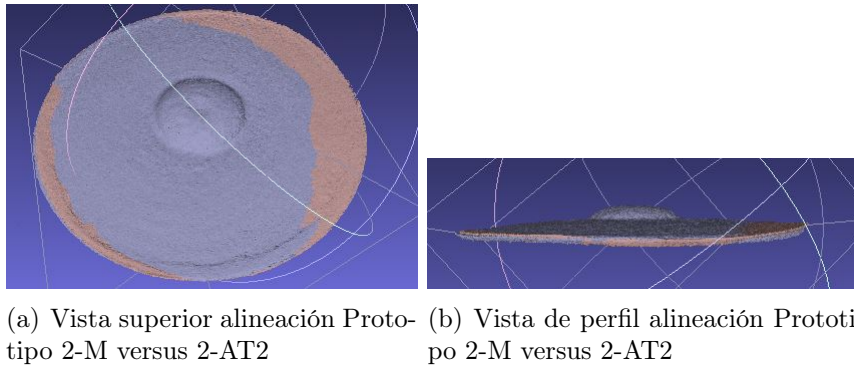 (a) Vista superior alineación Proto-
tipo 2-M versus 2-AT2
(b) Vista de perfil alineación Prototi
po 2-M versus 2-AT2